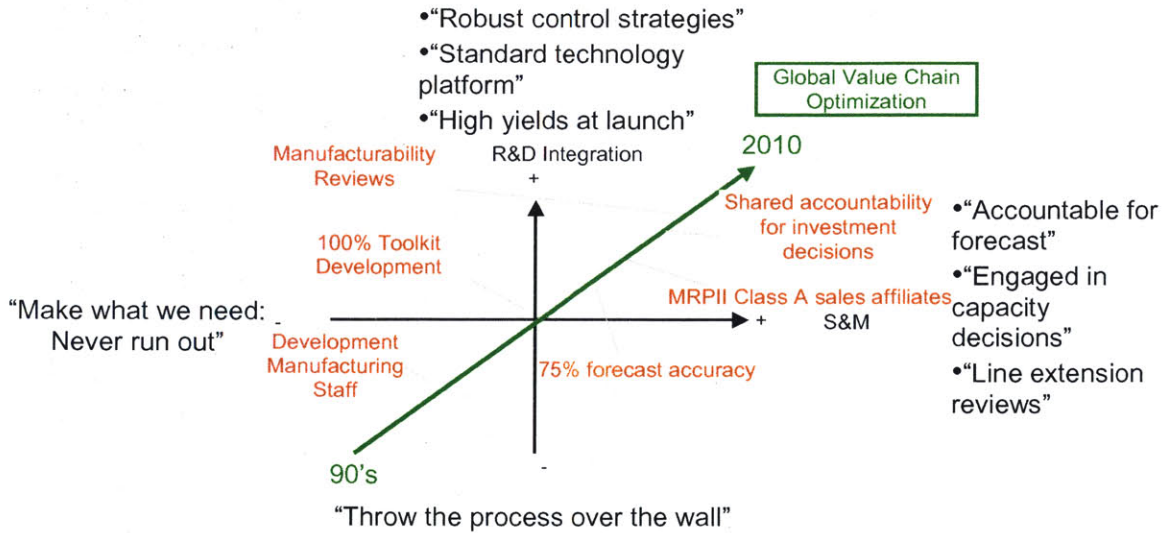 •“Robust control strategies”
•“Standard technology
platform”
•“High yields at launch”
Global Value Chain
Optimization
2010
Manufacturability
Reviews
R&D Integration
+
Shared accountability
for investment
decisions
•“Accountable for
forecast”
•“Engaged in
capacity
decisions”
•“Line extension
reviews”
100% Toolkit
Development
MRPII Class A sales affiliates
+
S&M
“Make what we need:
Never run out”
-
Development
Manufacturing
Staff
75% forecast accuracy
90’s
-
“Throw the process over the wall”